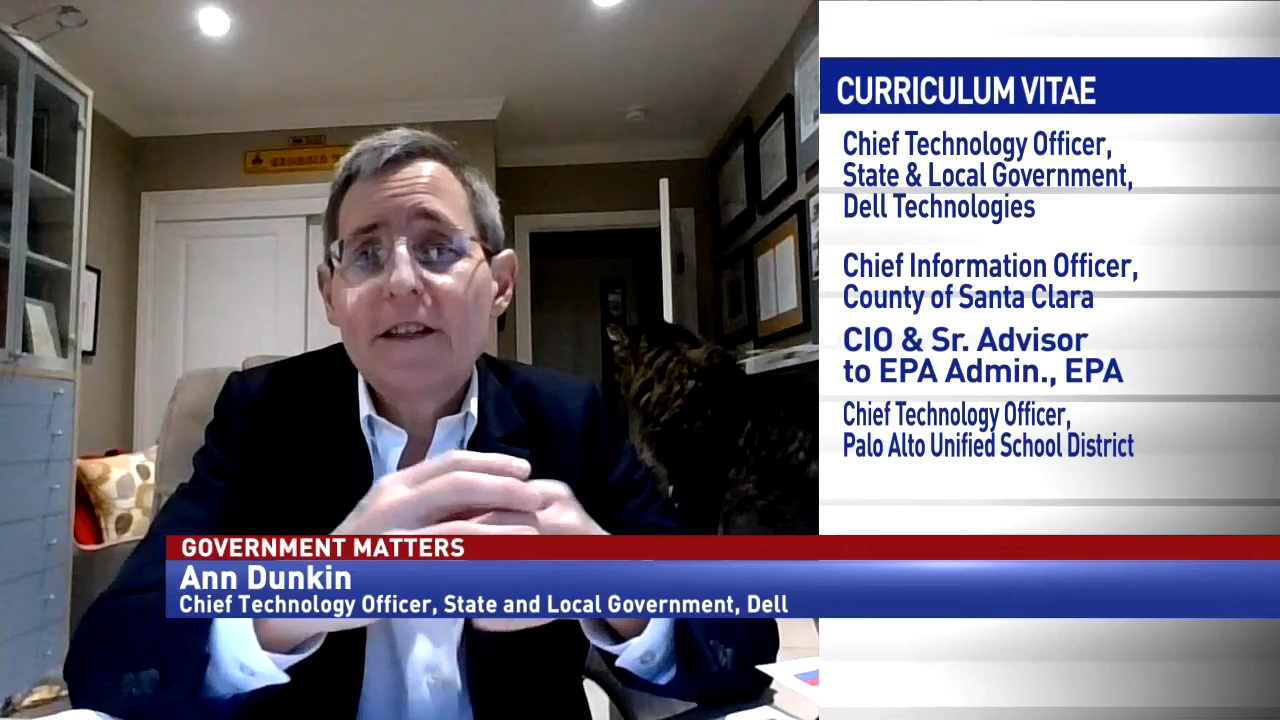 GEORGIA T
CURRICULUM VITAE
Chief Technology Officer,
State & Local Government,
Dell Technologies
Chief Information Officer,
County of Santa Clara
CIO & Sr. Advisor
to EPA Admin., EPA
Chief Technology Officer,
Palo Alto Unified School District
GOVERNMENT MATTERS
Ann Dunkin
Chief Technology Officer, State and Local Government, Dell